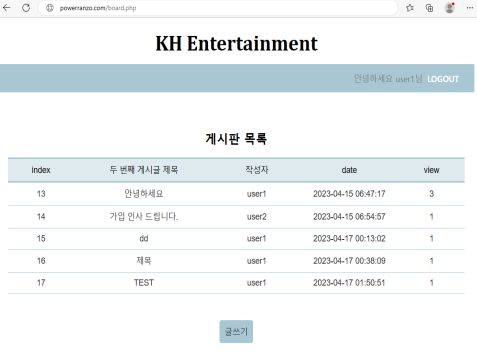 powerranzo.com/board.php
KH Entertainment
안녕하세요 user1님 LOGOUT
게시판 목록
index 두 번째 게시글 제목 작성자 date view
13 안녕하세요 user1 2023-04-15 06:47:17 3
14 가입 인사 드립니다. user2 2023-04-15 06:54:57 1
15 dd user1 2023-04-17 00:13:02 1
16 제목 user1 2023-04-17 00:38:09 1
17 TEST user1 2023-04-17 01:50:51 1
글쓰기